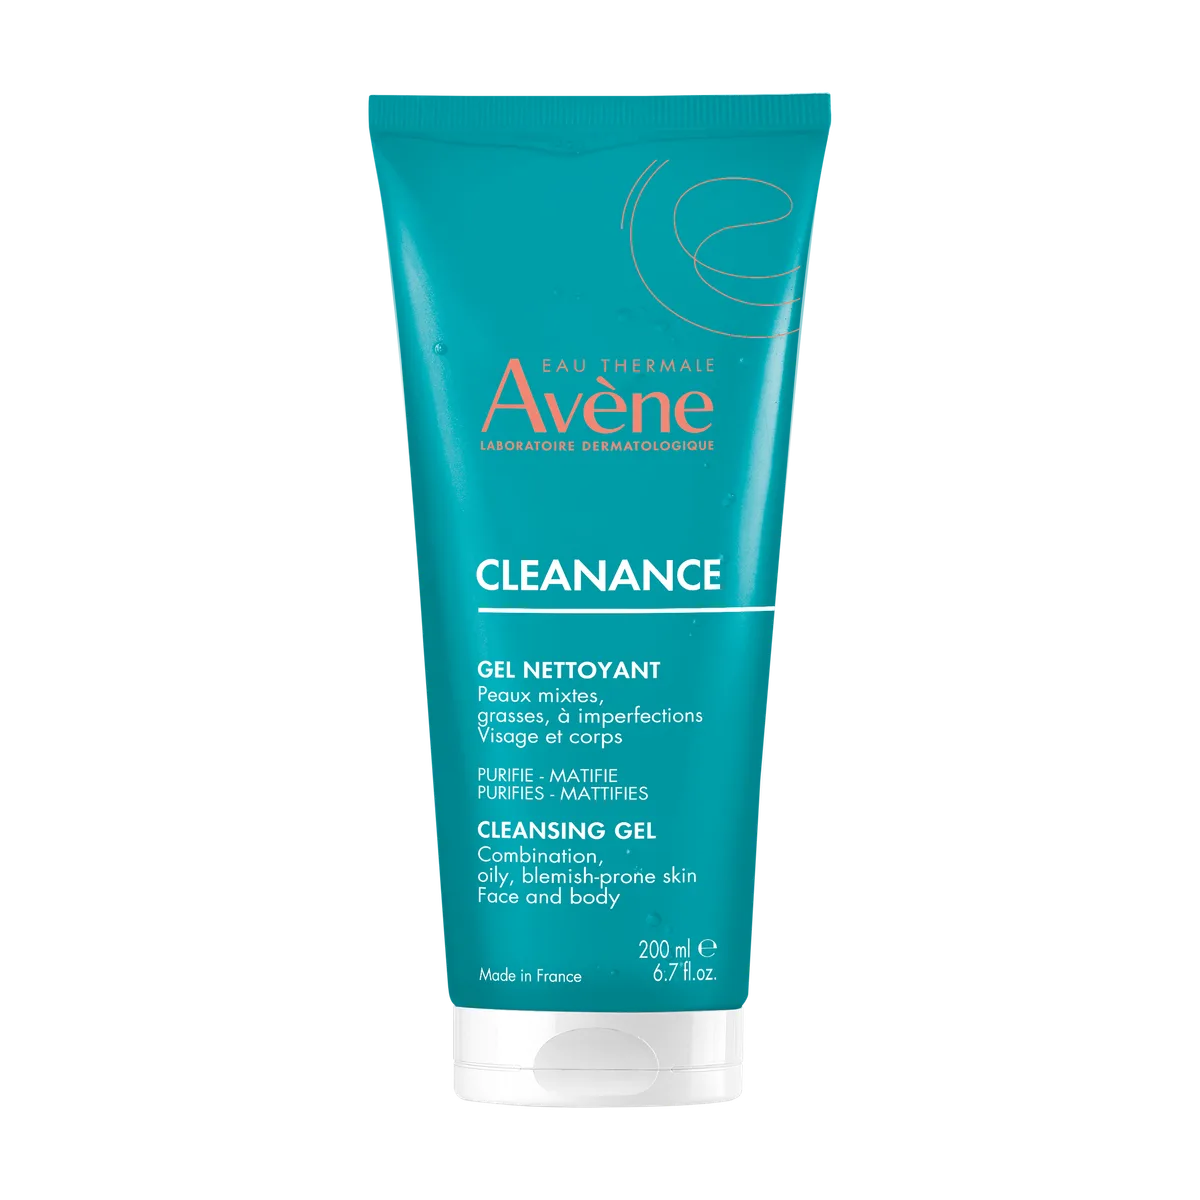 EAU THERMALE
Avène
LABORATOIRE DERMATOLOGIQUE
CLEANANCE
GEL NETTOYANT
Peaux mixtes,
grasses, à imperfections
Visage et corps
PURIFIE - MATIFIE
PURIFIES - MATTIFIES
CLEANSING GEL
Combination,
oily, blemish-prone skin
Face and body
200 ml ℮
Made in France 6.7 fl.oz.